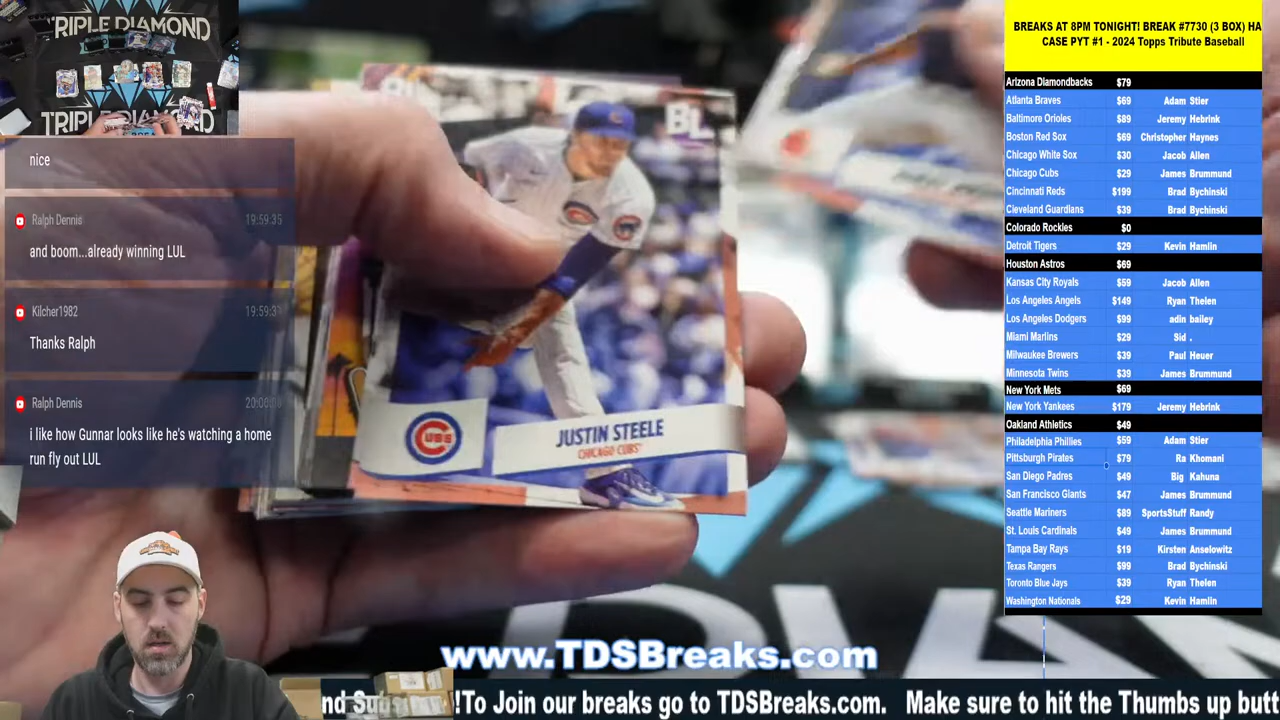 TRIPLE DIAMOND
TRIPLE DIAMOND
nice
Ralph Dennis 19:59:35
and boom...already winning LUL
Kilcher1982
Thanks Ralph
Ralph Dennis
i like how Gunnar looks like he's watching a home
run fly out LUL
BL
CUBS
JUSTIN STEELE
CHICAGO CUBS
BREAKS AT 8PM TONIGHT! BREAK #7730 (3 BOX) HA
CASE PYT #1 - 2024 Topps Tribute Baseball
Arizona Diamondbacks $79
Atlanta Braves $69 Adam Stier
Baltimore Orioles $89 Jeremy Hebrink
Boston Red Sox $69 Christopher Haynes
Chicago White Sox $30 Jacob Allen
Chicago Cubs $29 James Brummund
Cincinati Reds $199 Brad Bychinski
Cleveland Guardians $39 Brad Bychinski
Colorado Rockles $0
Detroit Tigers $29 Kevin Hamlin
Houston Astros $69
Kansas City Royals $59 Jacob Allen
Los Angeles Angels $149 Ryan Thelen
Los Angeles Dodgers $99 adin bailey
Miami Marlins $29 Sid .
Milwaukee Brewers $39 Paul Heuer
Minnesota Twins $39 James Brummund
New York Mets $69
New York Yankees $179 Jeremy Hebrink
Oakland Athletics $49
Philadelphia Phillies $59 Adam Stier
Pittsburgh Pirates $79 Ra Khomani
San Diego Padres $49 Big Kahuna
San Francisco Giants $47 James Brummund
Seattle Mariners $89 SportsStuff Randy
St. Louis Cardinals $49 James Brummund
Tampa Bay Rays $19 Kirsten Anselowitz
Texas Rangers $99 Brad Bychinski
Toronto Blue Jays $39 Ryan Thelen
Washington Nationals $29 Kevin Hamlin
www.TDSBreaks.com
!To Join our breaks go to TDSBreaks.com. Make sure to hit the Thumbs up butt